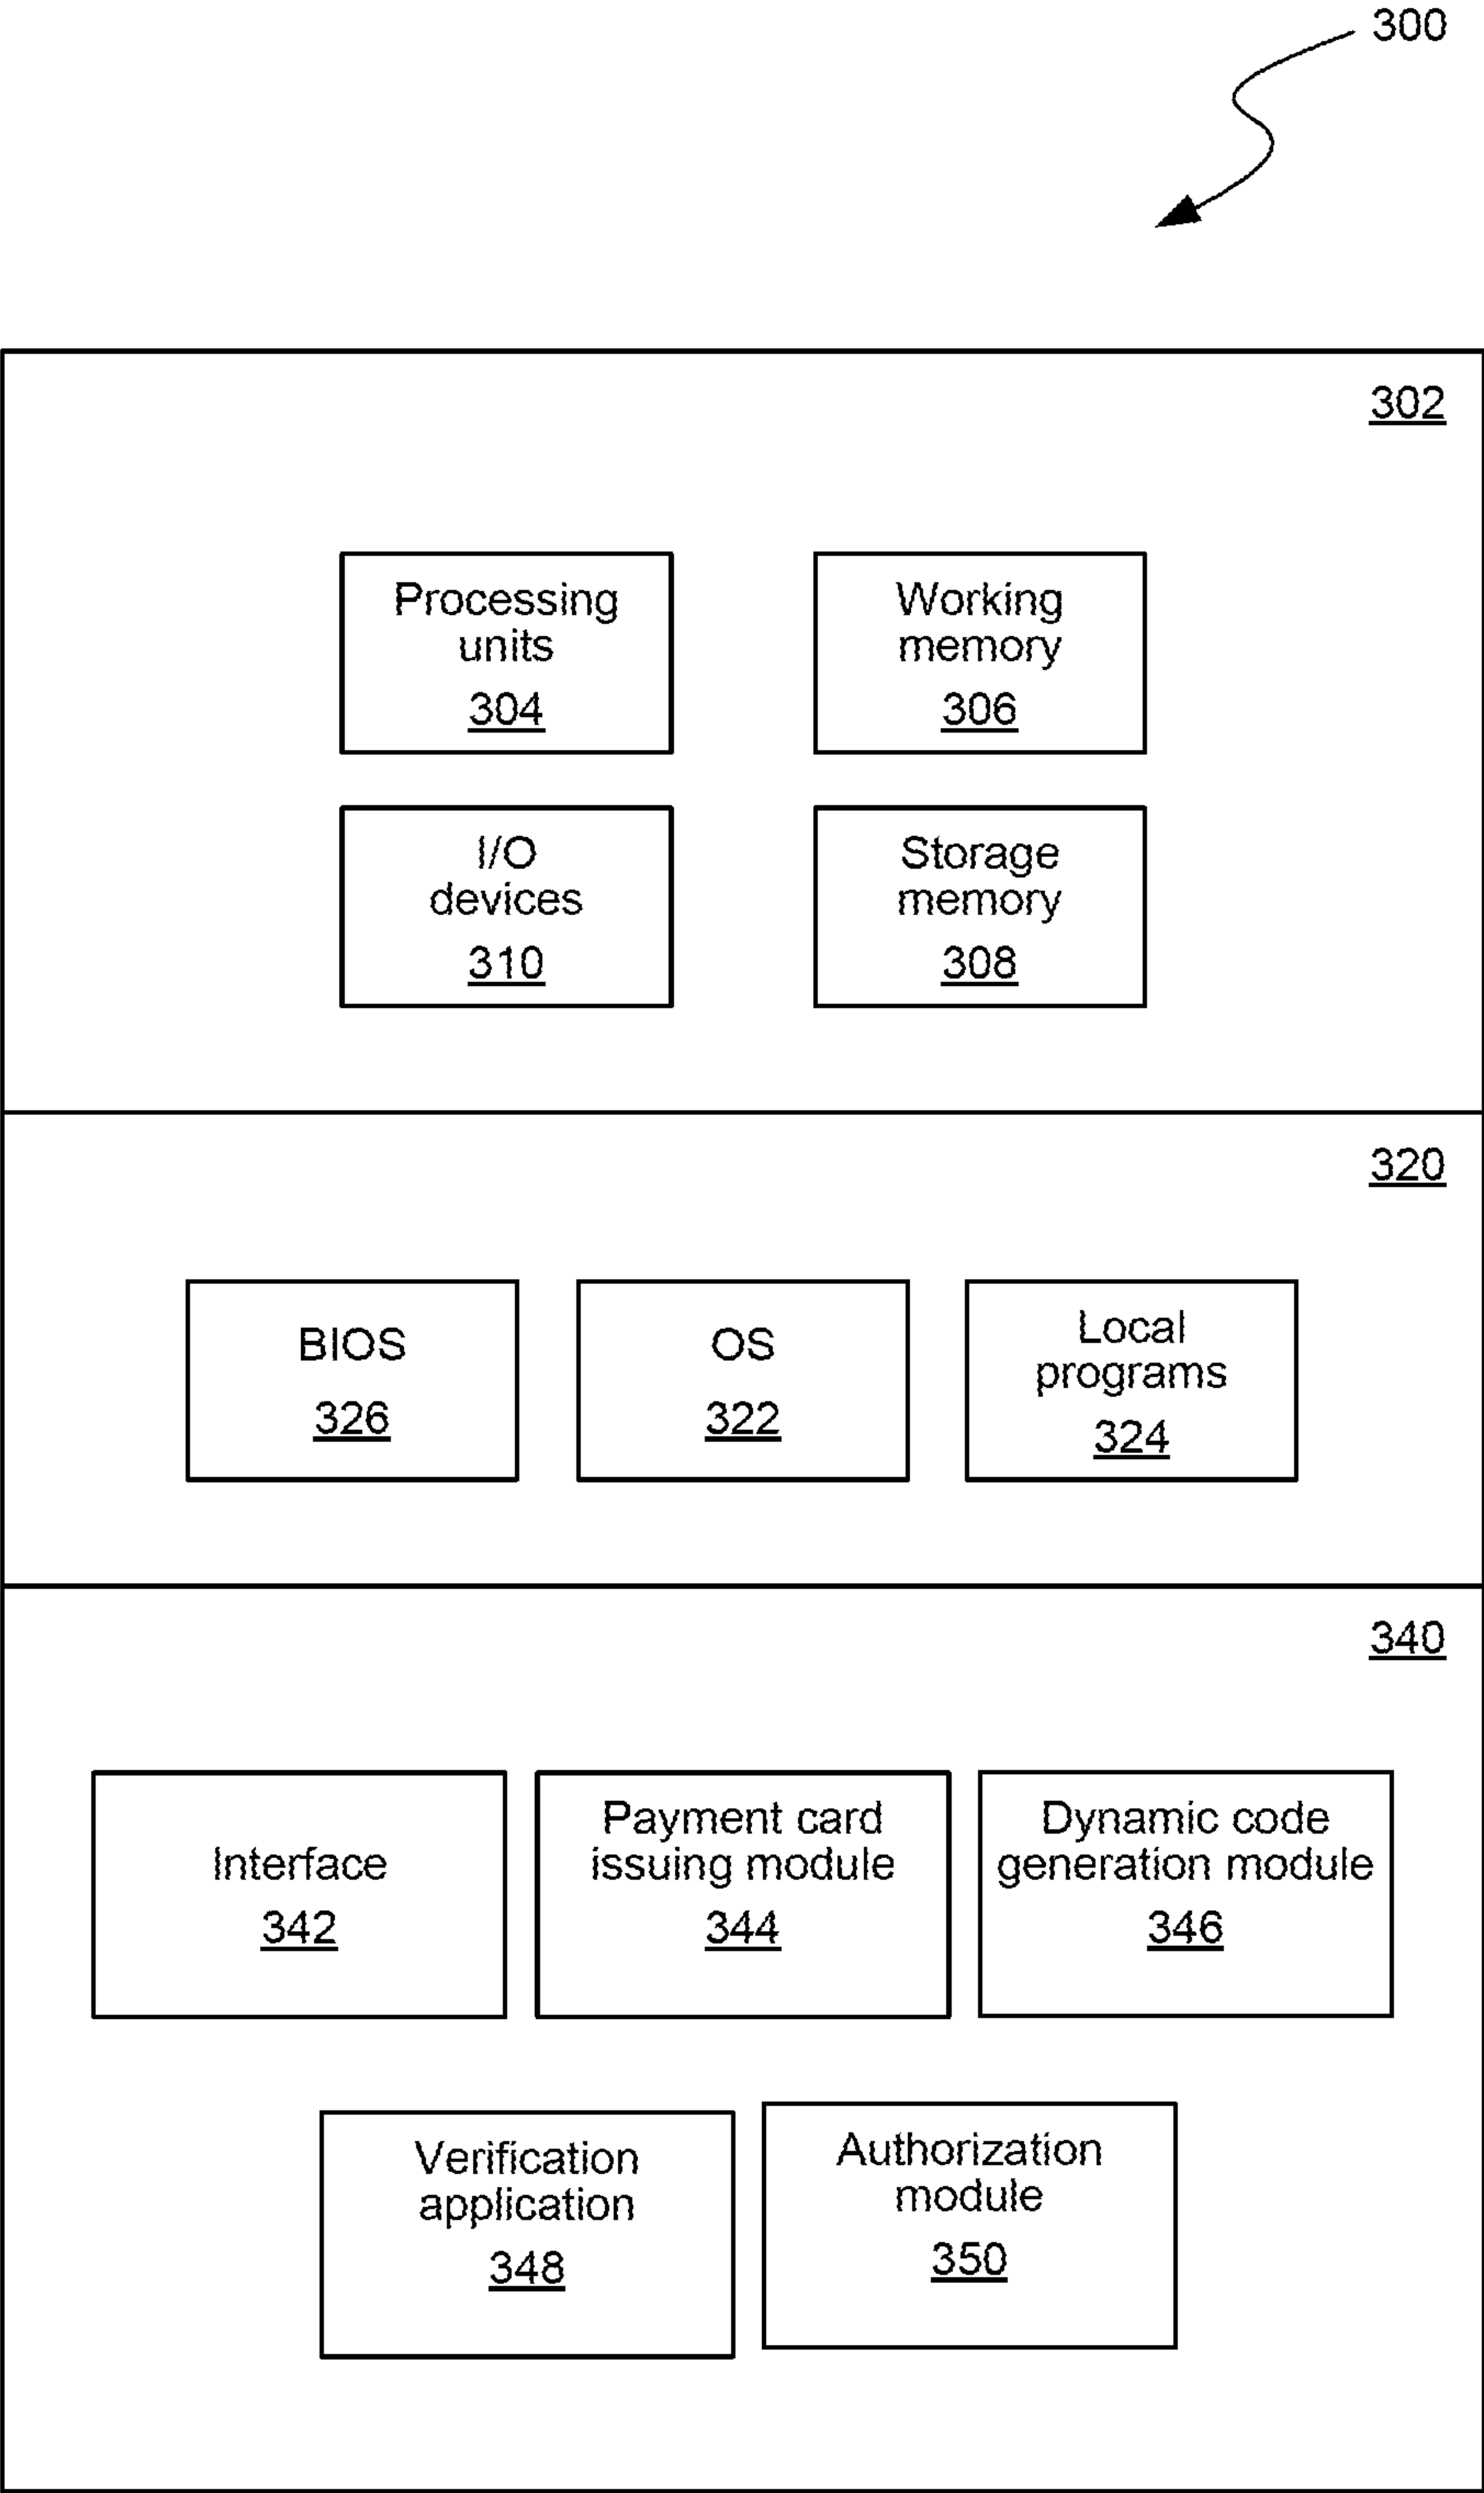 300
302
Processing
units
304
Working
memory
306
I/O
devices
310
Storage
memory
308
320
BIOS
326
OS
322
Local
programs
324
340
Interface
342
Payment card
issuing module
344
Dynamic code
generation module
346
Verification
application
348
Authorization
module
350